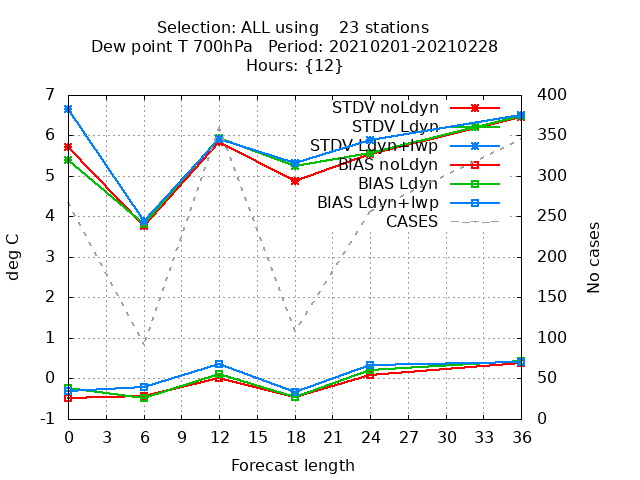 Selection: ALL using    23 stations
Dew point T 700hPa   Period: 20210201-20210228
Hours: {12}
7 400
STDV noLdyn
STDV Ldyn
6 350
STDV Ldyn+lwp
BIAS noLdyn
5 300
BIAS Ldyn
BIAS Ldyn+lwp
CASES
4 250
3 200
2 150
1 100
0 50
-1 0
deg C
No cases
0 3 6 9 12 15 18 21 24 27 30 33 36
Forecast length